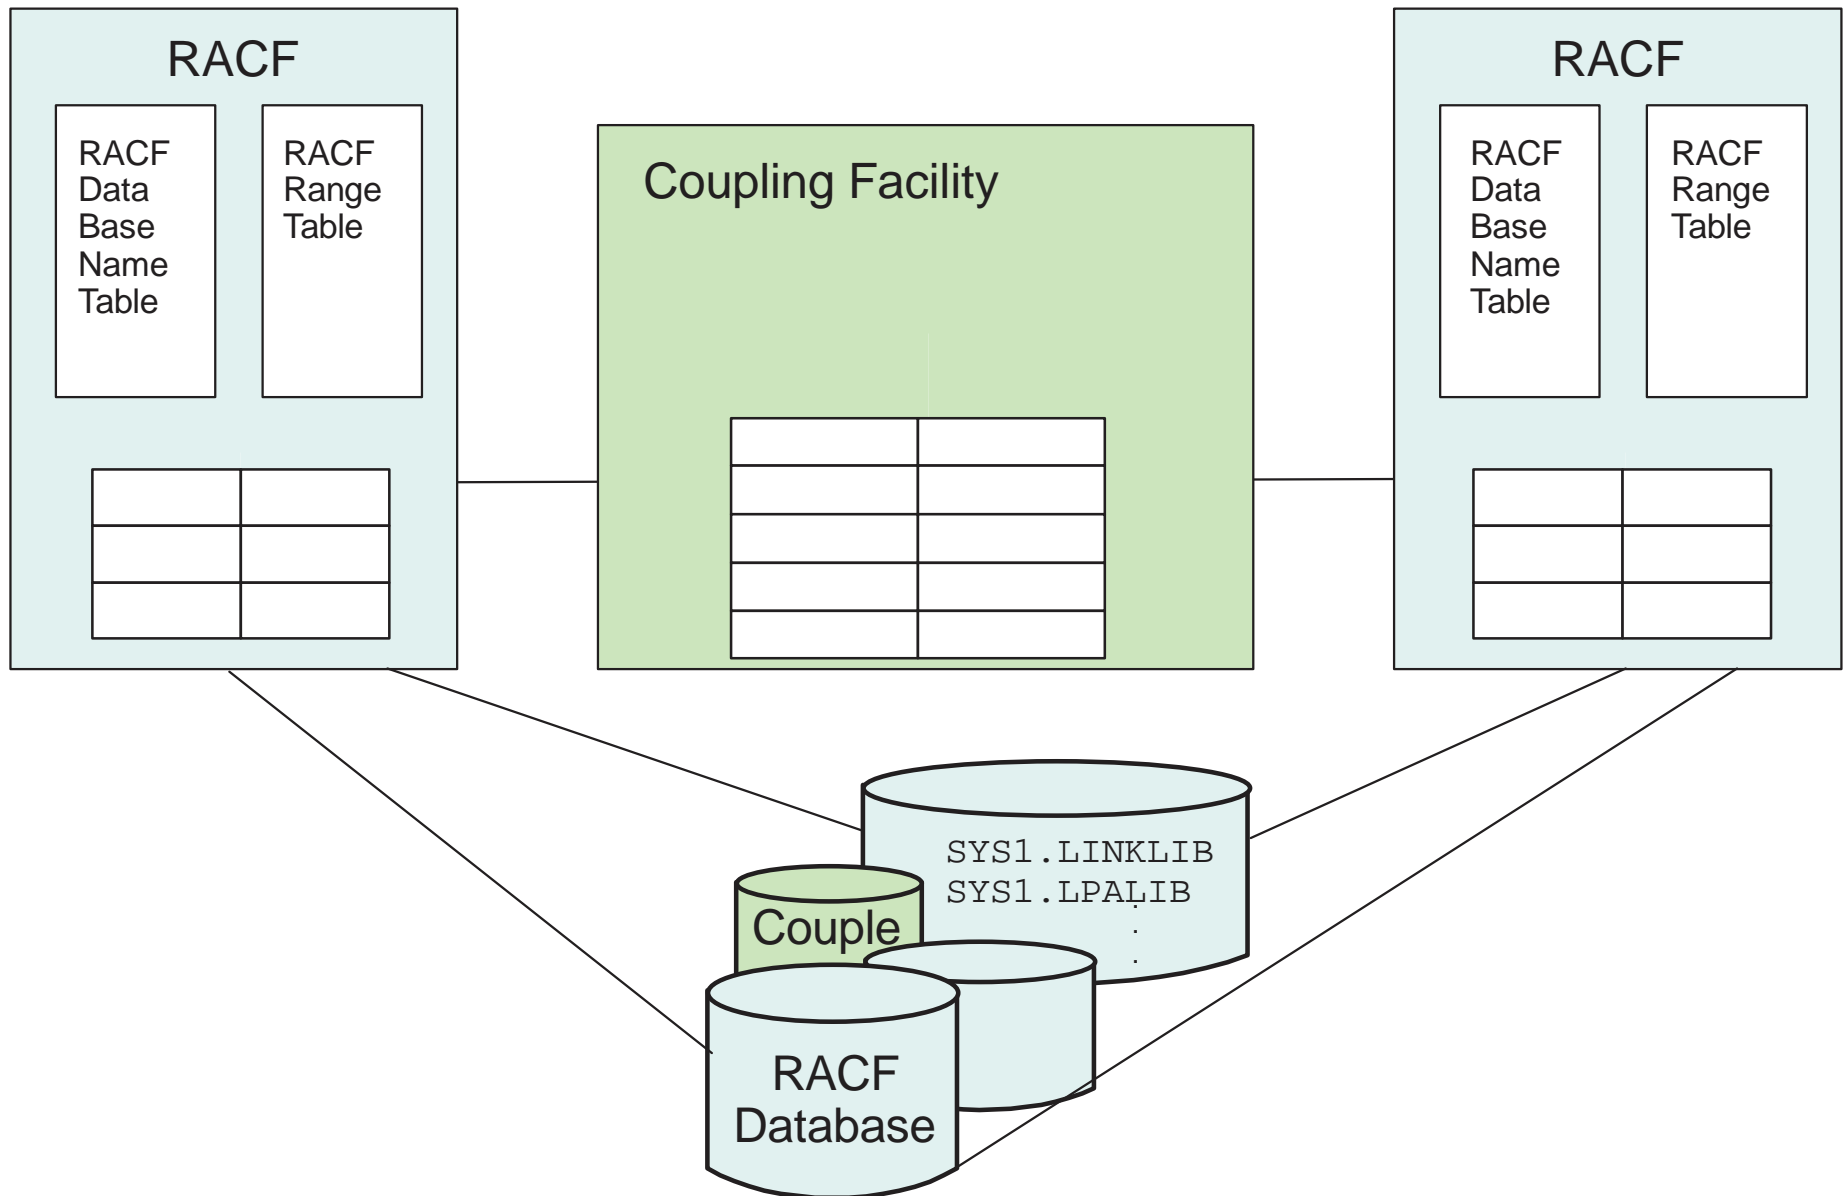 RACF
RACF
Data
Base
Name
Table
RACF
Range
Table
Coupling Facility
RACF
RACF
Data
Base
Name
Table
RACF
Range
Table
SYS1.LINKLIB
SYS1.LPALIB
.
.
.
Couple
RACF
Database